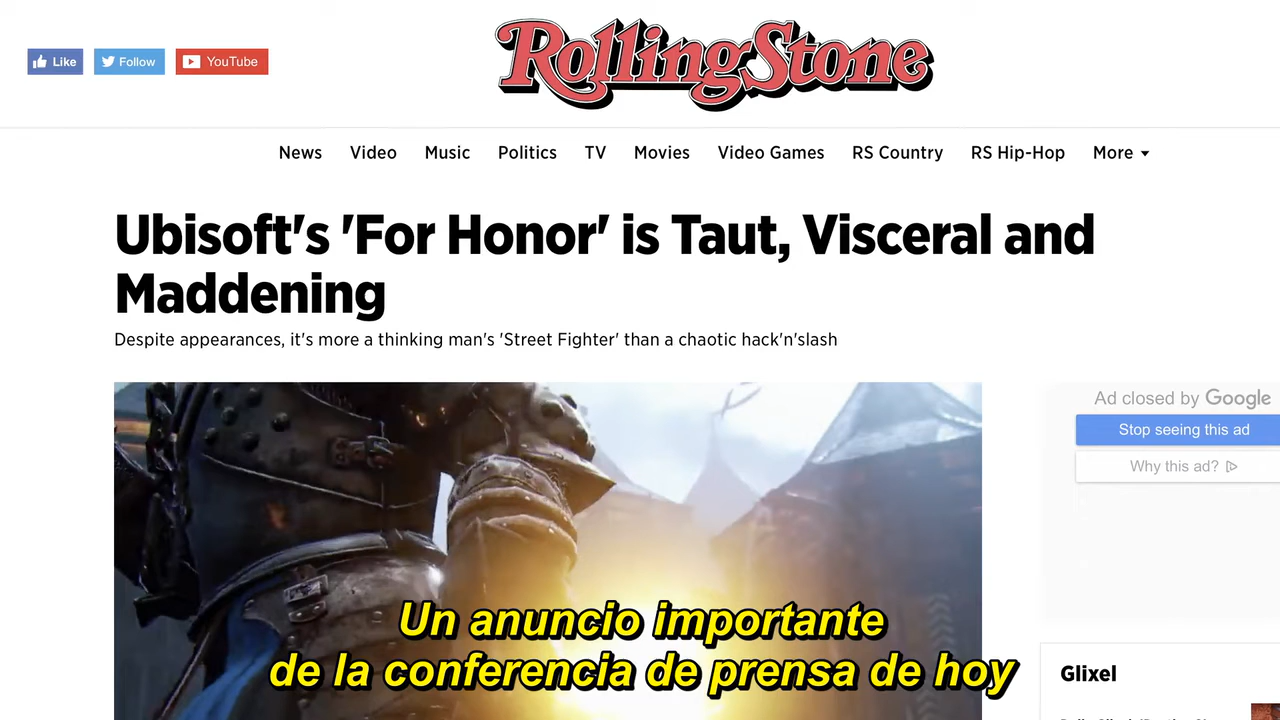 Like
Follow
YouTube
RollingStone
News Video Music Politics TV Movies Video Games RS Country RS Hip-Hop More
Ubisoft's 'For Honor' is Taut, Visceral and
Maddening
Despite appearances, it's more a thinking man's 'Street Fighter' than a chaotic hack'n'slash
Ad closed by Google
Stop seeing this ad
Why this ad?
Un anuncio importante
de la conferencia de prensa de hoy
Glixel